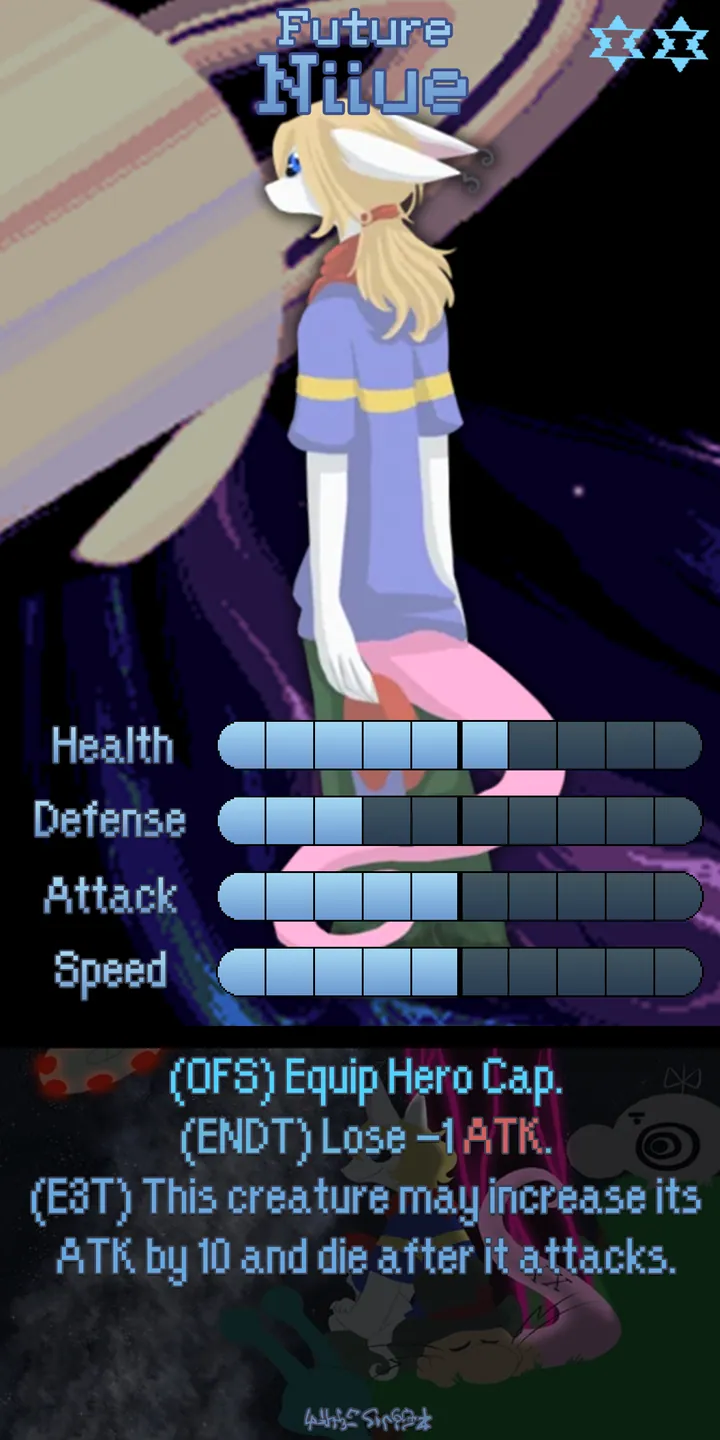 Future
Niive
Health
Defense
Attack
Speed
(OFS) Equip Hero Cap.
(ENDT) Lose -1 ATK.
(E3T) This creature may increase its
ATK by 10 and die after it attacks.